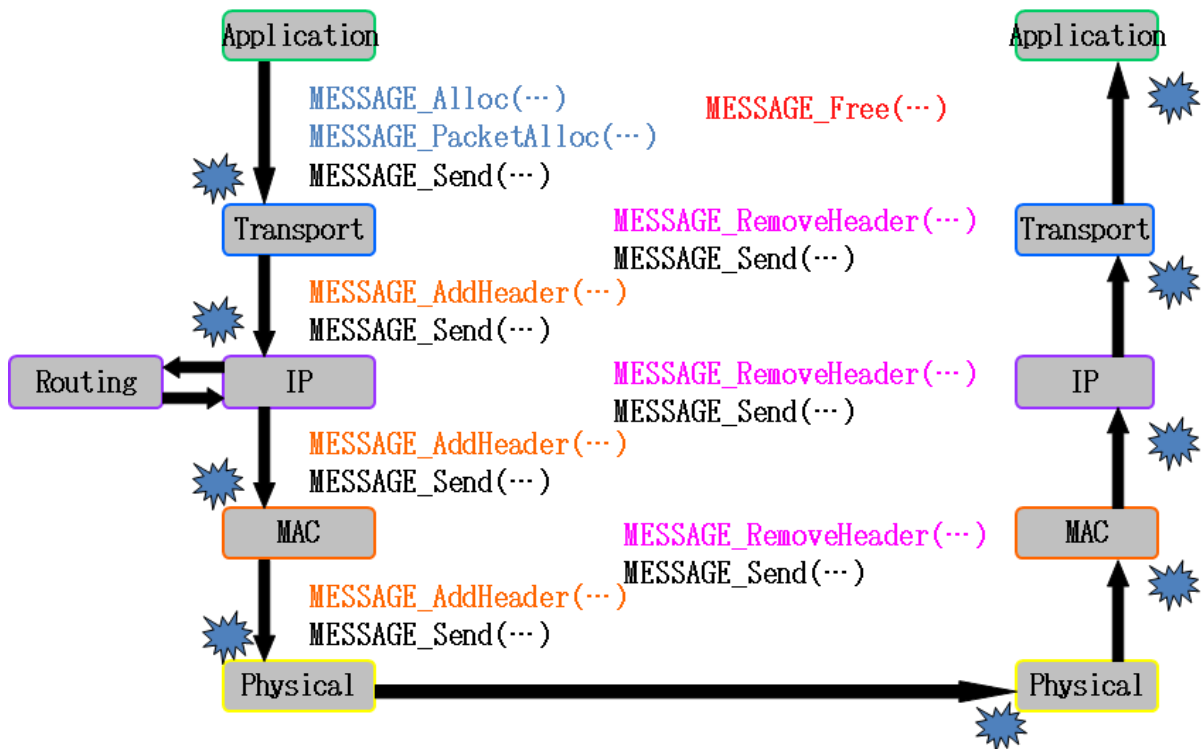 Application
MESSAGE_Alloc(…)
MESSAGE_PacketAlloc(…)
MESSAGE_Send(…)
Transport
MESSAGE_AddHeader(…)
MESSAGE_Send(…)
Routing
IP
MESSAGE_AddHeader(…)
MESSAGE_Send(…)
MAC
MESSAGE_AddHeader(…)
MESSAGE_Send(…)
Physical
Application
MESSAGE_Free(…)
Transport
MESSAGE_RemoveHeader(…)
MESSAGE_Send(…)
IP
MESSAGE_RemoveHeader(…)
MESSAGE_Send(…)
MAC
MESSAGE_RemoveHeader(…)
MESSAGE_Send(…)
Physical